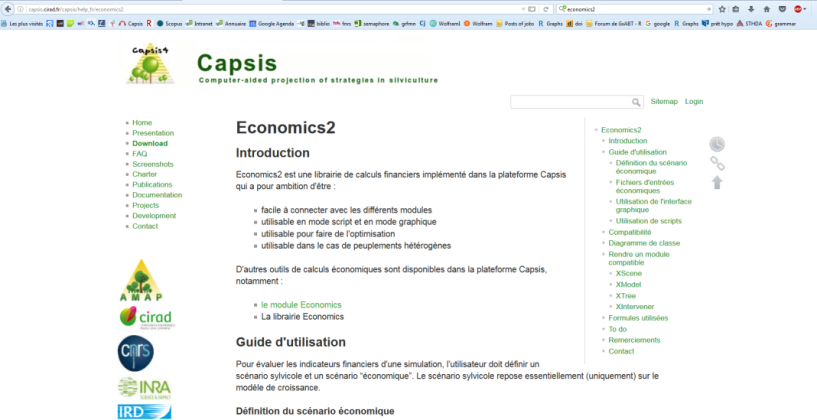 capsis.cirad.fr/capsis/help_fr/economics2
economics2
Les plus visités
Capsis
Scopus
Intranet
Annuaire
Google Agenda
biblio
fnrs
semaphore
grfmn
CJ
WolframI
Wolfram
Posts of jobs
R Graphs
doi
Forum de
google
R Graphs
prêt hypo
STHDA
grammar
Capsis4
Capsis
Computer-aided projection of strategies in silviculture
Sitemap Login
Home
Presentation
Download
FAQ
Screenshots
Charter
Publications
Documentation
Projects
Development
Contact
AMAP
cirad
cnrs
INRA
SCIENCE & IMPACT
IRD
Economics2
Introduction
Economics2 est une librairie de calculs financiers implémenté dans la plateforme Capsis
qui a pour ambition d'être :
facile à connecter avec les différents modules
utilisable en mode script et en mode graphique
utilisable pour faire de l'optimisation
utilisable dans le cas de peuplements hétérogènes
D'autres outils de calculs économiques sont disponibles dans la plateforme Capsis,
notamment :
le module Economics
La librairie Economics
Guide d'utilisation
Pour évaluer les indicateurs financiers d'une simulation, l'utilisateur doit définir un
scénario sylvicole et un scénario “économique”. Le scénario sylvicole repose essentiellement (uniquement) sur le
modèle de croissance.
Définition du scénario économique
Economics2
Introduction
Guide d'utilisation
Définition du scénario
économique
Fichiers d'entrées
économiques
Utilisation de l'interface
graphique
Utilisation de scripts
Compatibililé
Diagramme de classe
Rendre un module
compatible
XScene
XModel
XTree
XIntervener
Formules utilisées
To do
Remerciements
Contact